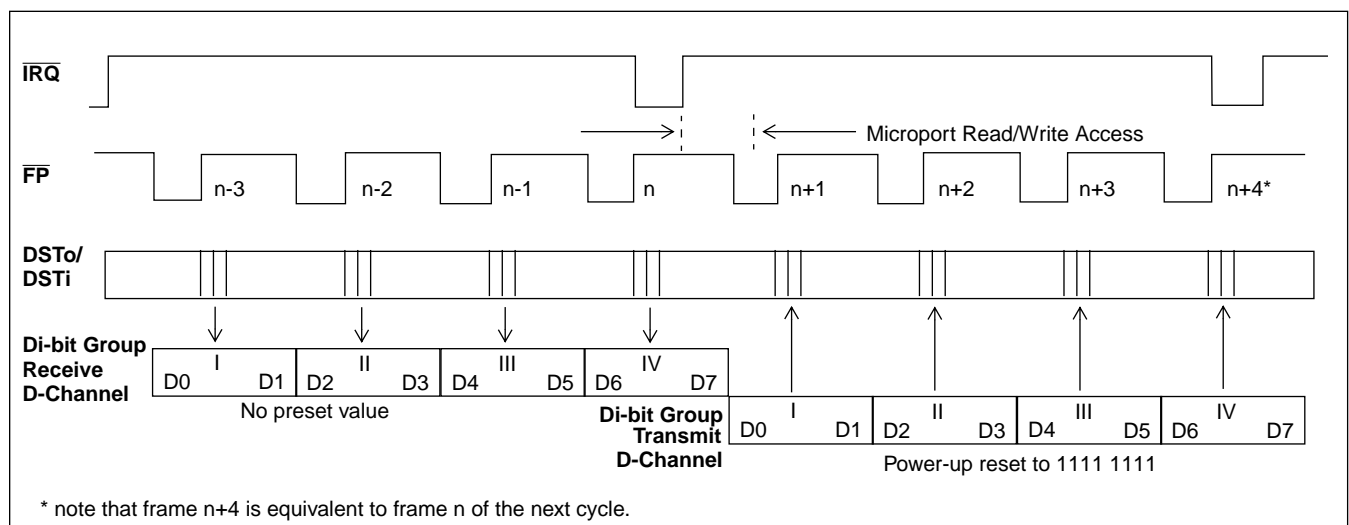 IRQ
Microport Read/Write Access
FP
n-3 n-2 n-1 n n+1 n+2 n+3 n+4*
DSTo/
DSTi
Di-bit Group
Receive
D-Channel
I II III IV
D0 D1 D2 D3 D4 D5 D6 D7
No preset value
Di-bit Group
Transmit
D-Channel
I II III IV
D0 D1 D2 D3 D4 D5 D6 D7
Power-up reset to 1111 1111
* note that frame n+4 is equivalent to frame n of the next cycle.